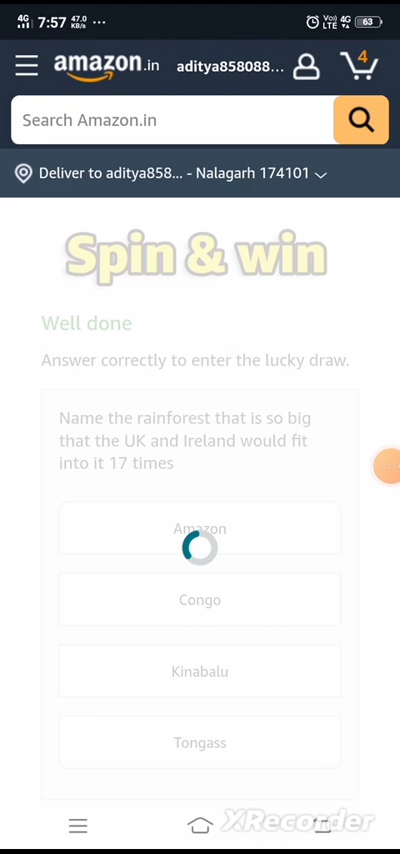 4G 7:57 47.0 KB/s ... Vo) LTE 4G 63
amazon.in aditya858088... 4
Search Amazon.in
Deliver to aditya858... - Nalagarh 174101
Spin & win
Well done
Answer correctly to enter the lucky draw.
Name the rainforest that is so big
that the UK and Ireland would fit
into it 17 times
Amazon
Congo
Kinabalu
Tongass
XRecorder